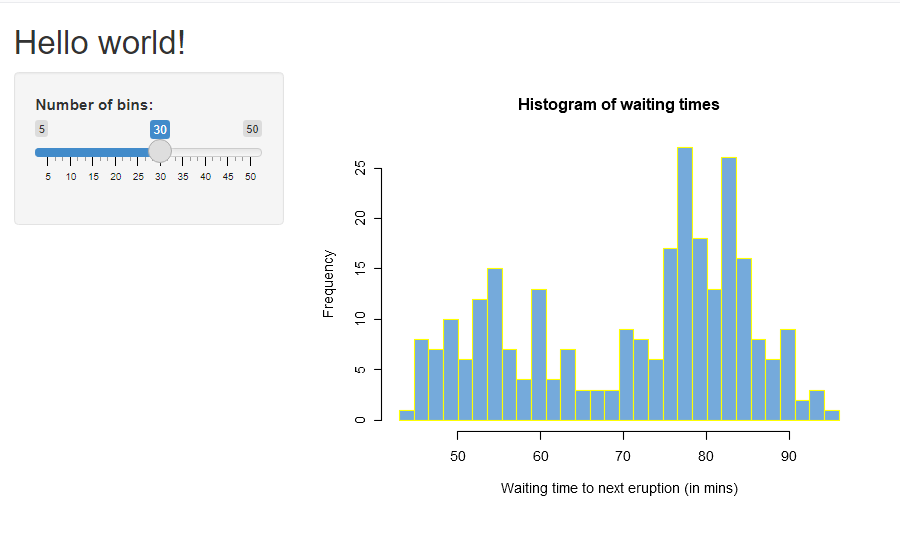 Hello world!
Number of bins:
5 30 50
5 10 15 20 25 30 35 40 45 50
Histogram of waiting times
Frequency
25
20
15
10
5
0
50 60 70 80 90
Waiting time to next eruption (in mins)